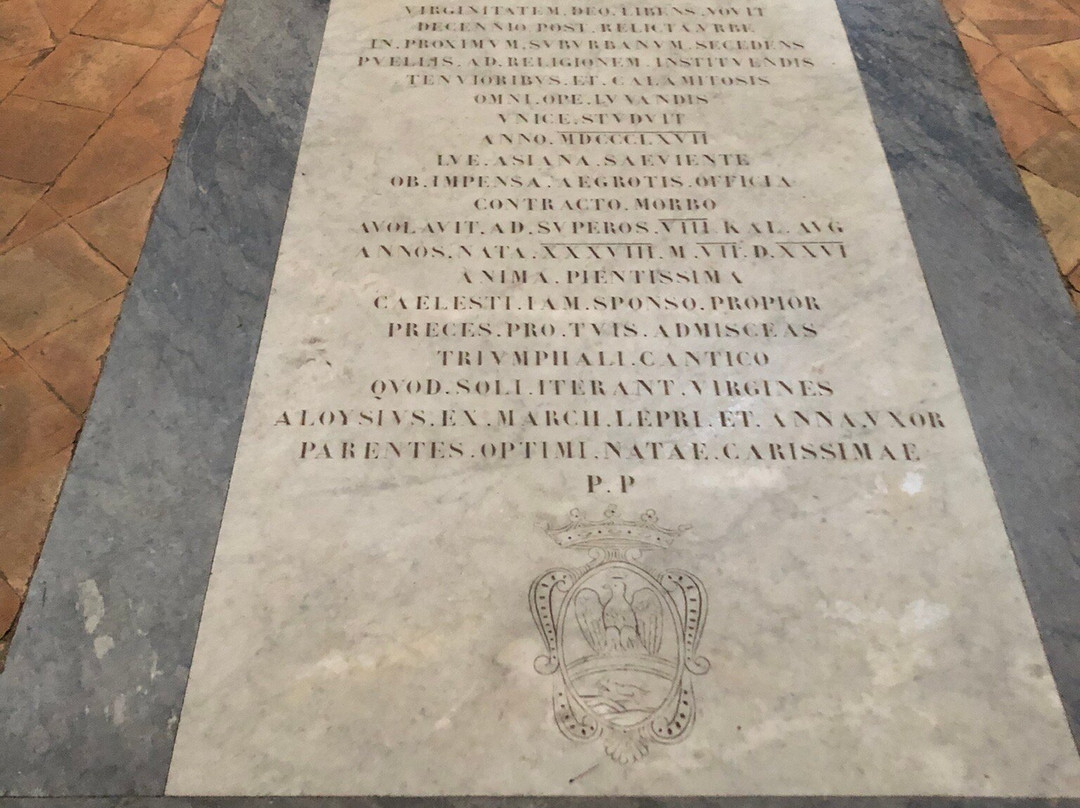 VIRGINITATEM.DEO.LIBENS.VOVIT
DECENNIO.POST.RELICTA.VRBE
IN.PROXIMVM.SVBVRBANVM.SECEDENS
PVELLIS.AD.RELIGIONEM.INSTITVENDIS
TENVIORIBVS.ET.CALAMITOSIS
OMNI.OPE.IVVANDIS
VNICE.STVDVIT
ANNO.MDCCCLXVII
LVE.ASIANA.SAEVIENTE
OB.IMPENSA.AEGROTIS.OFFICIA
CONTRACTO.MORBO
AVOLAVIT.AD.SVPEROS.VIII.KAL.AVG
ANNOS.NATA.XXXVIII.M.VII.D.XXVI
ANIMA.PIENTISSIMA
CAELESTI.IAM.SPONSO.PROPIOR
PRECES.PRO.TVIS.ADMISCEAS
TRIVMPHALI.CANTICO
QVOD.SOLI.ITERANT.VIRGINES
ALOYSIVS.EX.MARCH.LEPRI.ET.ANNA.VXOR
PARENTES.OPTIMI.NATAE.CARISSIMAE
P.P